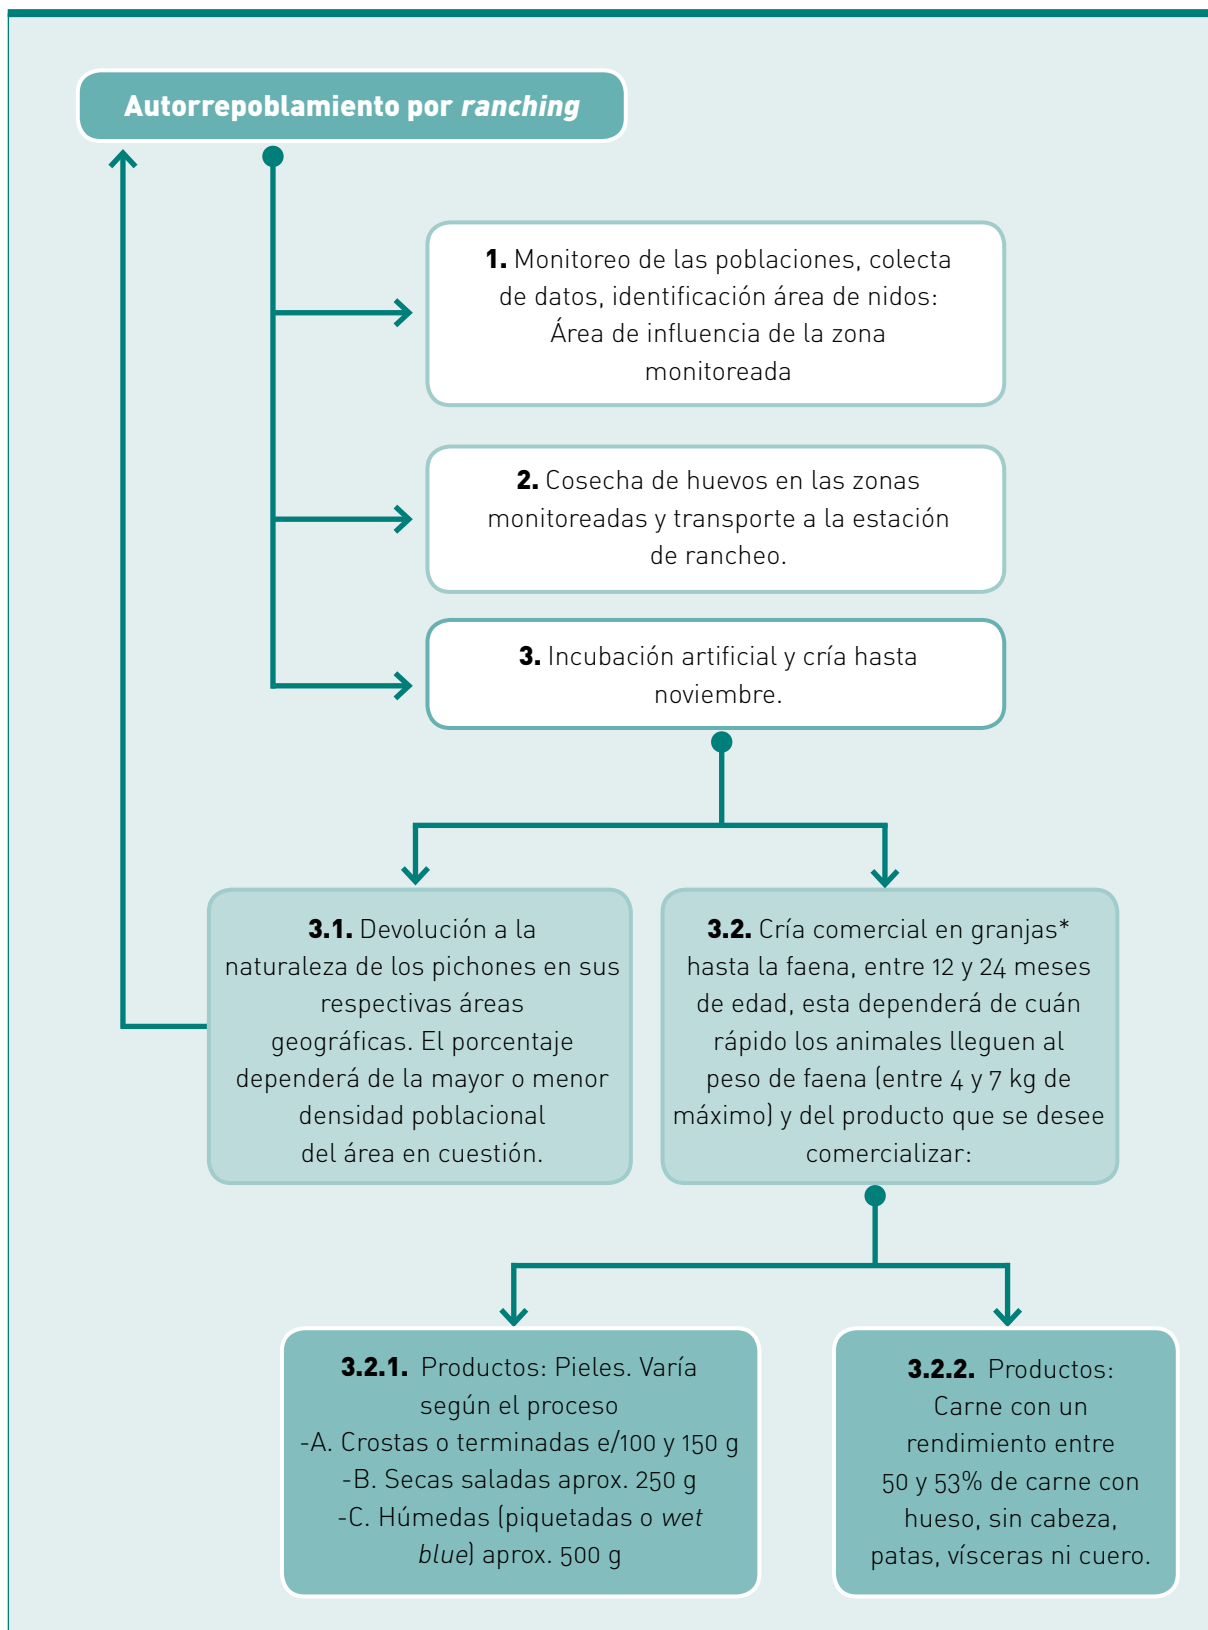 Autorrepoblamiento por ranching
1. Monitoreo de las poblaciones, colecta
de datos, identificación área de nidos:
Área de influencia de la zona
monitoreada
2. Cosecha de huevos en las zonas
monitoreadas y transporte a la estación
de rancheo.
3. Incubación artificial y cría hasta
noviembre.
3.1. Devolución a la
naturaleza de los pichones en sus
respectivas áreas
geográficas. El porcentaje
dependerá de la mayor o menor
densidad poblacional
del área en cuestión.
3.2. Cría comercial en granjas*
hasta la faena, entre 12 y 24 meses
de edad, esta dependerá de cuán
rápido los animales lleguen al
peso de faena (entre 4 y 7 kg de
máximo) y del producto que se desee
comercializar:
3.2.1. Productos: Pieles. Varía
según el proceso
-A. Crostas o terminadas e/100 y 150 g
-B. Secas saladas aprox. 250 g
-C. Húmedas (piquetadas o wet
blue) aprox. 500 g
3.2.2. Productos:
Carne con un
rendimiento entre
50 y 53% de carne con
hueso, sin cabeza,
patas, vísceras ni cuero.